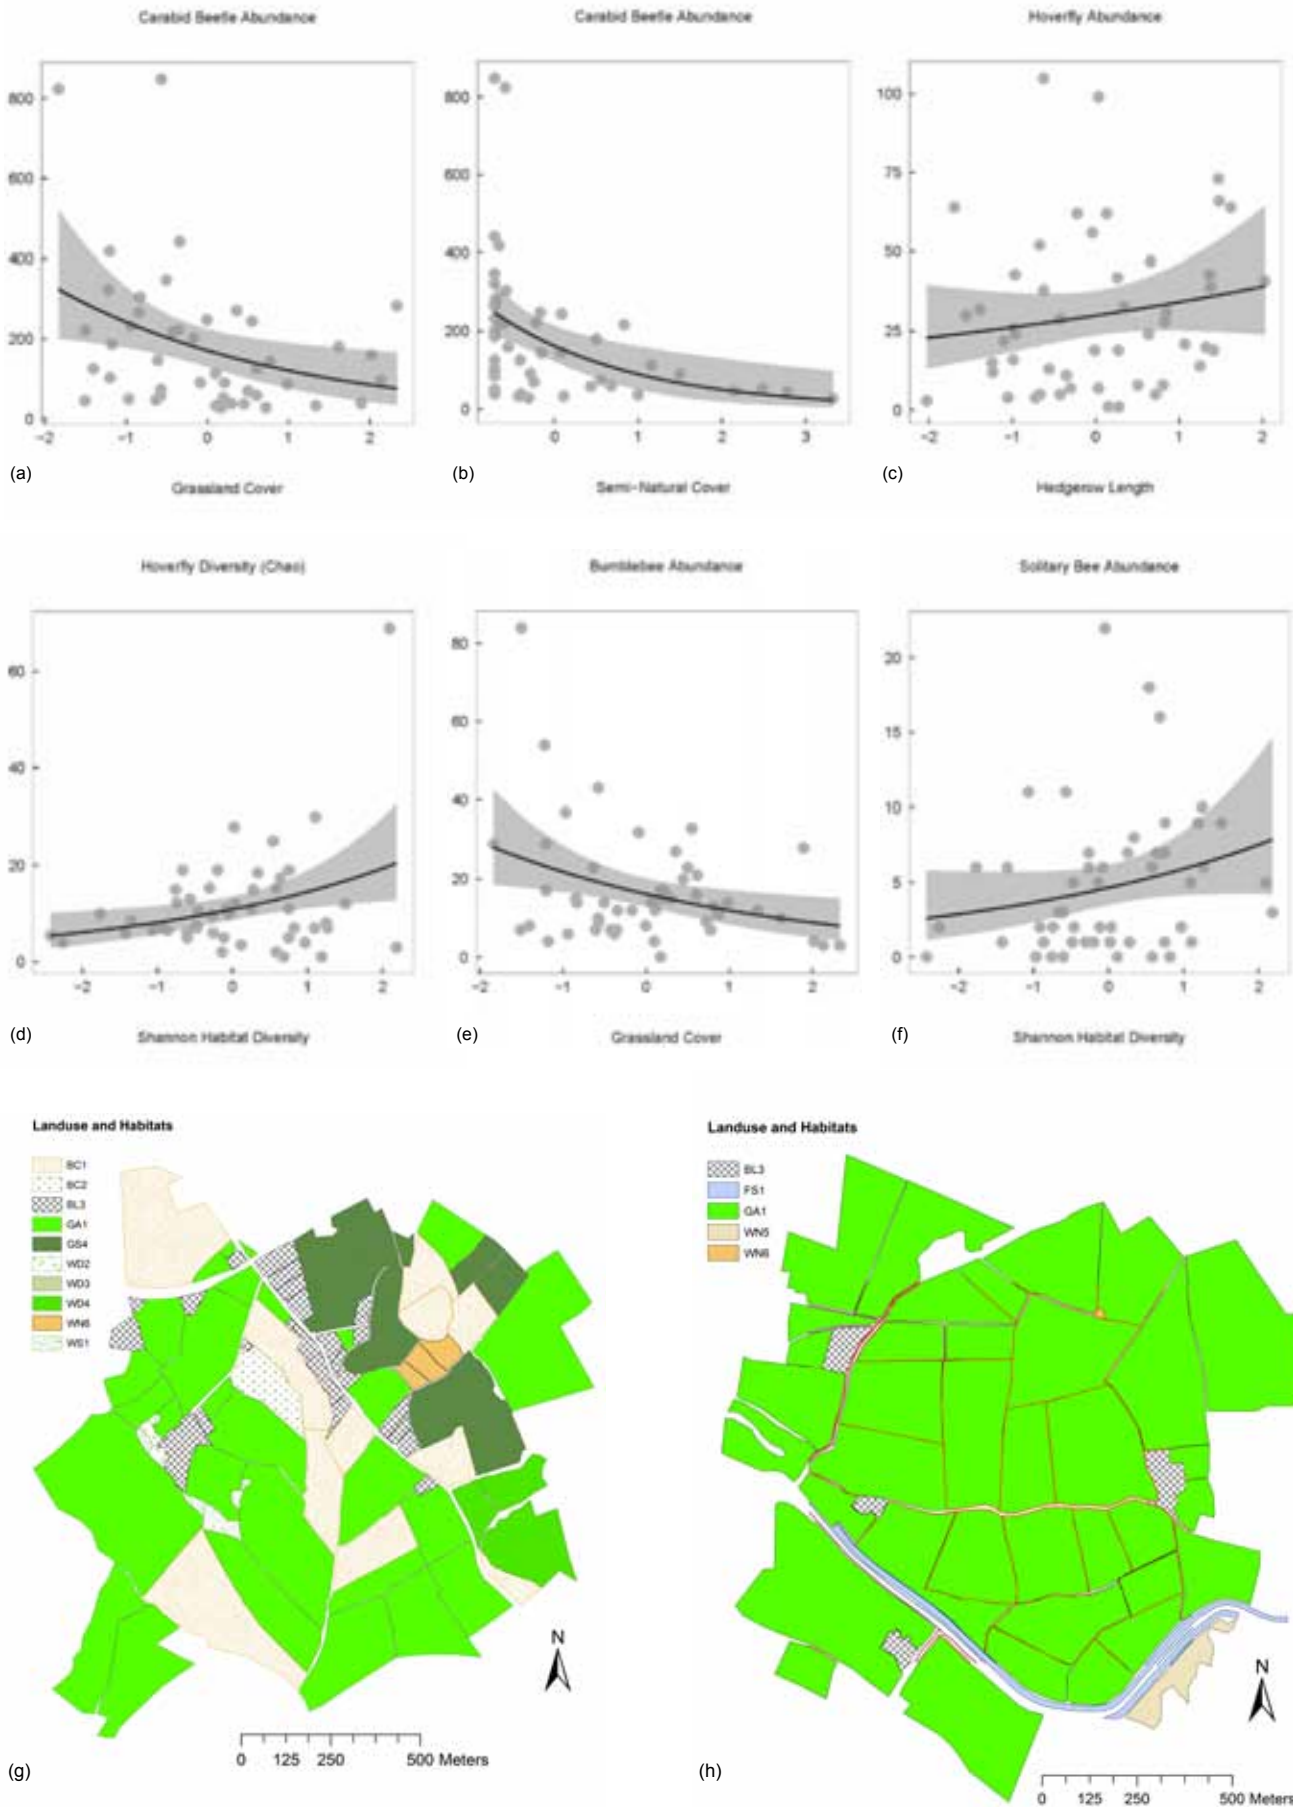 Carabid Beetle Abundance
800
600
400
200
0
-2 -1 0 1 2
(a)
Grassland Cover
Carabid Beetle Abundance
800
600
400
200
0
0 1 2 3
(b)
Semi-Natural Cover
Hoverfly Abundance
100
75
50
25
0
-2 -1 0 1 2
(c)
Hedgerow Length
Hoverfly Diversity (Chao)
60
40
20
0
-2 -1 0 1 2
(d)
Shannon Habitat Diversity
Bumblebee Abundance
80
60
40
20
0
-2 -1 0 1 2
(e)
Grassland Cover
Solitary Bee Abundance
20
15
10
5
0
-2 -1 0 1 2
(f)
Shannon Habitat Diversity
Landuse and Habitats
BC1
BC2
BL3
GA1
GS4
WD2
WD3
WD4
WN6
WS1
N
0 125 250 500 Meters
(g)
Landuse and Habitats
BL3
FS1
GA1
WN5
WN6
N
0 125 250 500 Meters
(h)